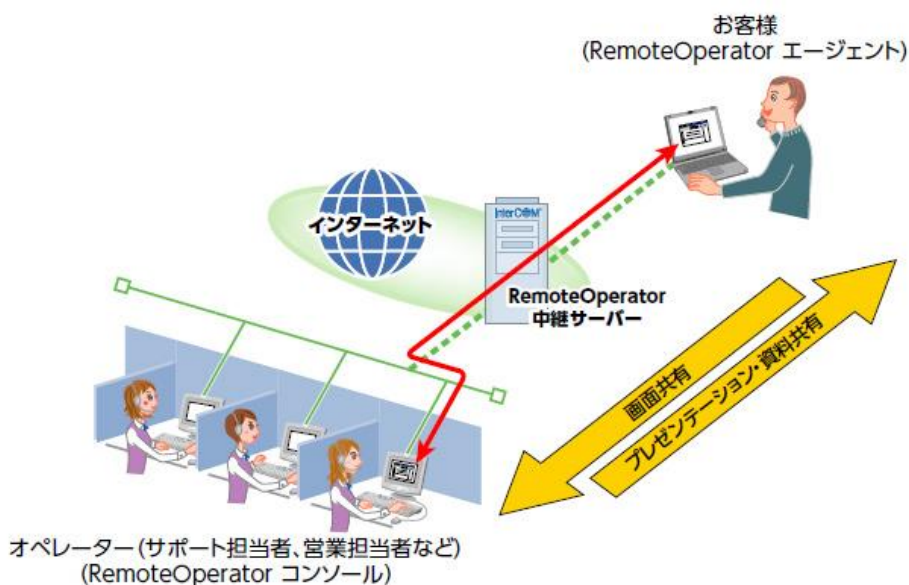 お客様
(RemoteOperator エージェント)
インターネット
InterC@M
RemoteOperator
中継サーバー
画面共有
プレゼンテーション・資料共有
オペレーター(サポート担当者、営業担当者など)
(RemoteOperator コンソール)